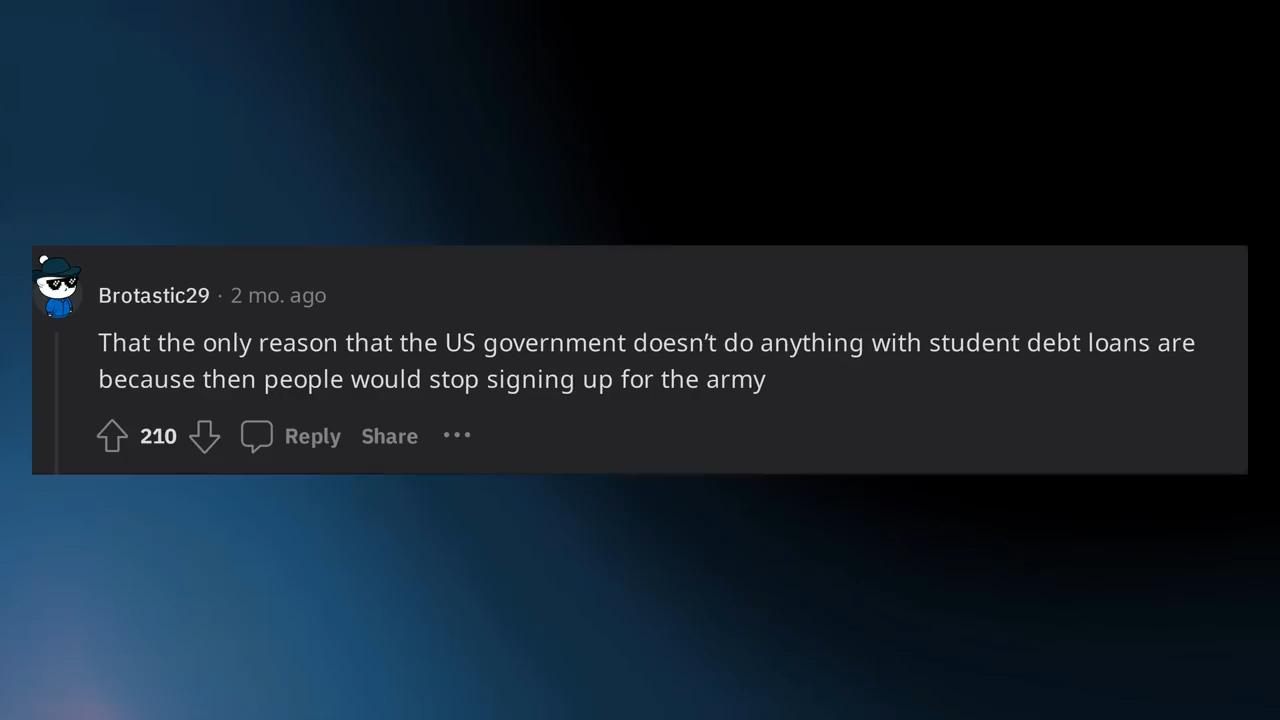 Brotastic29 · 2 mo. ago
That the only reason that the US government doesn’t do anything with student debt loans are
because then people would stop signing up for the army
210 Reply Share ···